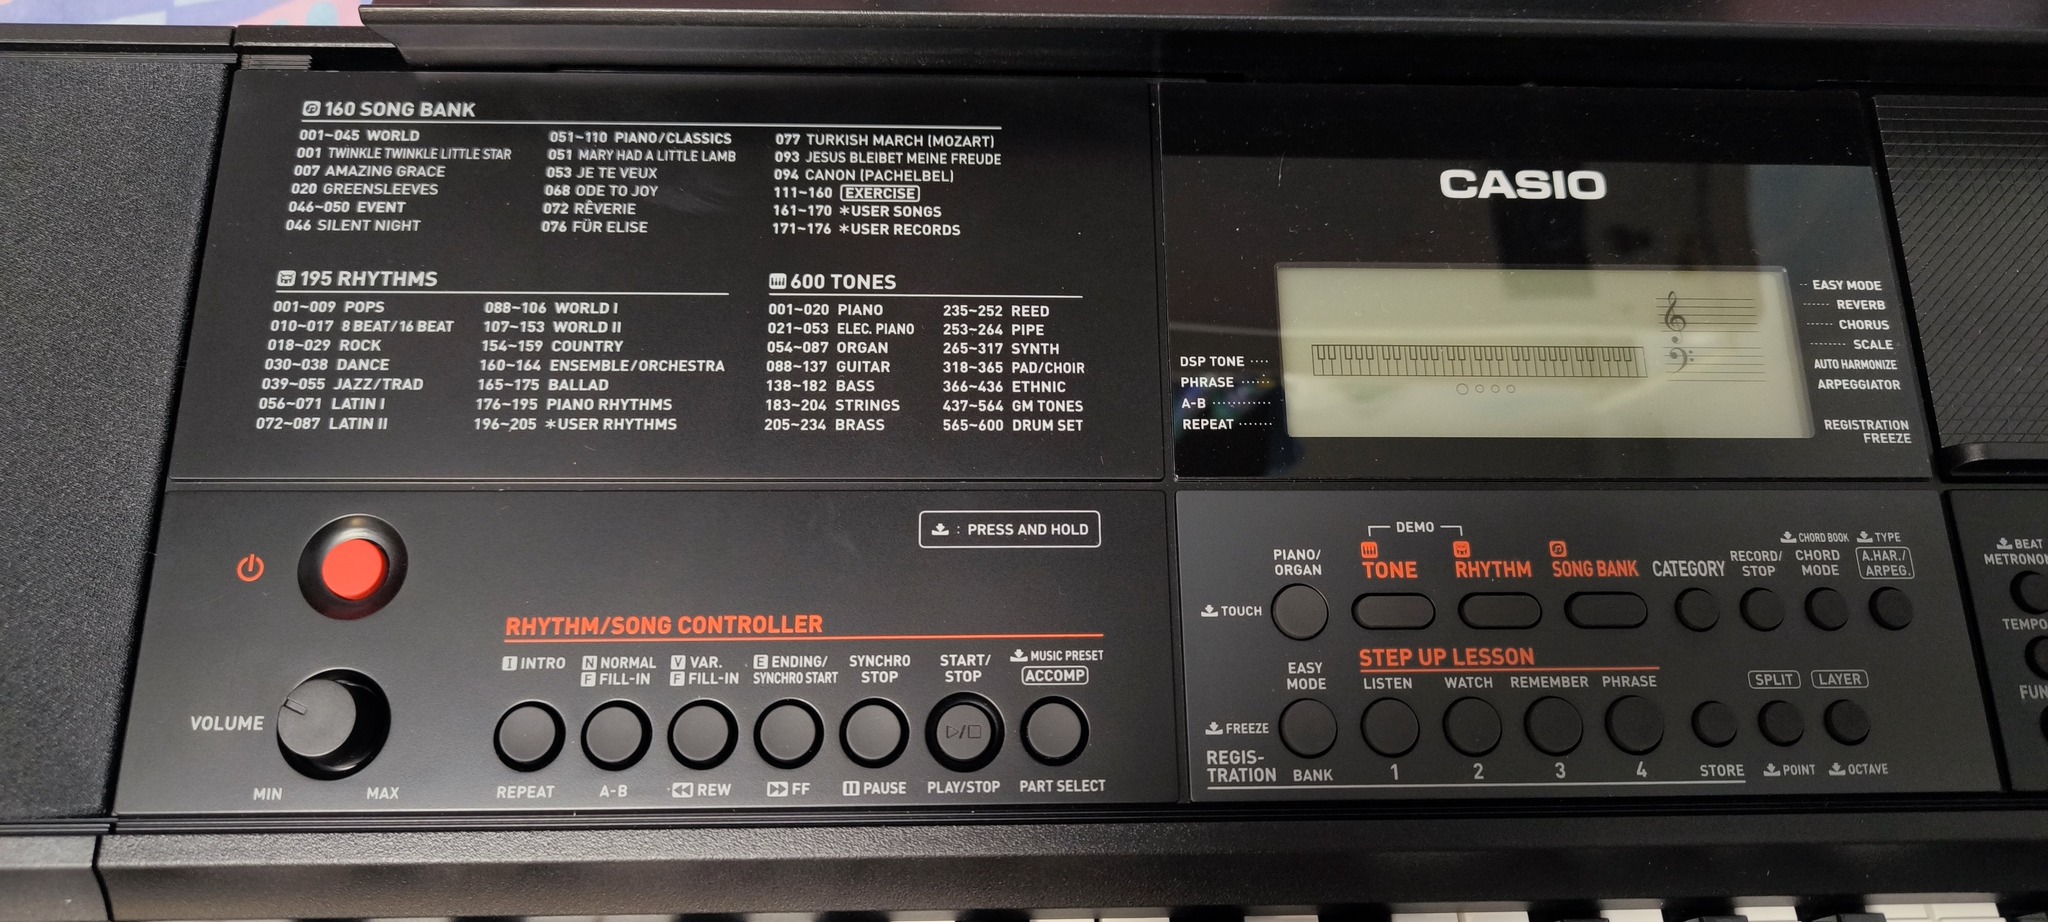 160 SONG BANK
001~045 WORLD
001 TWINKLE TWINKLE LITTLE STAR
007 AMAZING GRACE
020 GREENSLEEVES
046~050 EVENT
046 SILENT NIGHT
051~110 PIANO/CLASSICS
051 MARY HAD A LITTLE LAMB
053 JE TE VEUX
068 ODE TO JOY
072 RÊVERIE
076 FÜR ELISE
077 TURKISH MARCH (MOZART)
093 JESUS BLEIBET MEINE FREUDE
094 CANON (PACHELBEL)
111~160 EXERCISE
161~170 *USER SONGS
171~176 *USER RECORDS
195 RHYTHMS
001~009 POPS
010~017 8 BEAT/16 BEAT
018~029 ROCK
030~038 DANCE
039~055 JAZZ/TRAD
056~071 LATIN I
072~087 LATIN II
088~106 WORLD I
107~153 WORLD II
154~159 COUNTRY
160~164 ENSEMBLE/ORCHESTRA
165~175 BALLAD
176~195 PIANO RHYTHMS
196~205 *USER RHYTHMS
600 TONES
001~020 PIANO
021~053 ELEC. PIANO
054~087 ORGAN
088~137 GUITAR
138~182 BASS
183~204 STRINGS
205~234 BRASS
235~252 REED
253~264 PIPE
265~317 SYNTH
318~365 PAD/CHOIR
366~436 ETHNIC
437~564 GM TONES
565~600 DRUM SET
CASIO
DSP TONE
PHRASE
A-B
REPEAT
EASY MODE
REVERB
CHORUS
SCALE
AUTO HARMONIZE
ARPEGGIATOR
REGISTRATION
FREEZE
: PRESS AND HOLD
VOLUME
MIN MAX
RHYTHM/SONG CONTROLLER
I INTRO
N NORMAL
F FILL-IN
V VAR.
F FILL-IN
E ENDING/
SYNCHRO START
SYNCHRO
STOP
START/
STOP
MUSIC PRESET
ACCOMP
REPEAT
A-B
REW
FF
PAUSE
PLAY/STOP
PART SELECT
DEMO
PIANO/
ORGAN
TONE
RHYTHM
SONG BANK
CATEGORY
RECORD/
STOP
CHORD BOOK
CHORD
MODE
TYPE
A.HAR./
ARPEG.
TOUCH
STEP UP LESSON
EASY
MODE
LISTEN
WATCH
REMEMBER
PHRASE
SPLIT
LAYER
FREEZE
REGIS-
TRATION
BANK
1
2
3
4
STORE
POINT
OCTAVE
BEAT